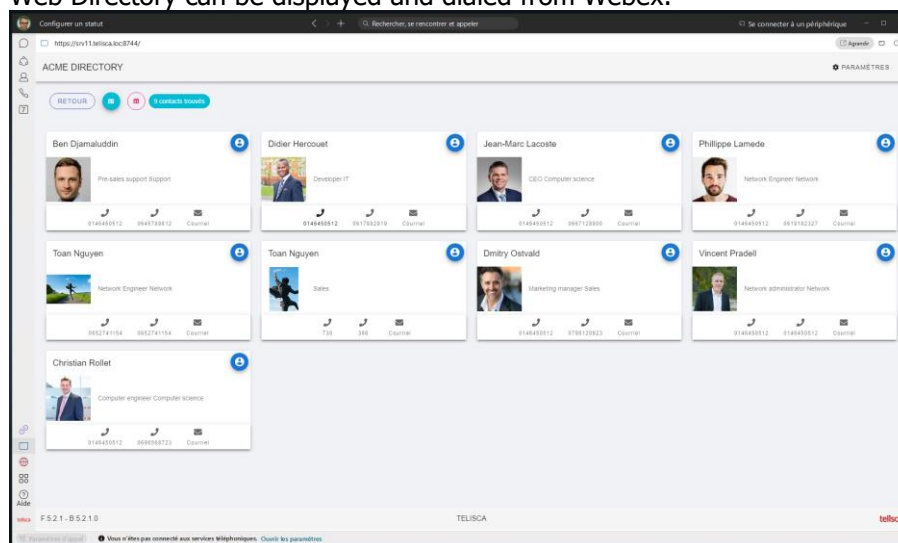 Web Directory can be displayed and dialed from Webex.
Configurer un statut
Rechercher, se rencontrer et appeler
Se connecter à un périphérique
https://srv11.telisca.loc:8744/
Agrandir
ACME DIRECTORY
PARAMÈTRES
RETOUR
9 contacts trouvés
Ben Djamaluddin
Didier Hercouet
Jean-Marc Lacoste
Phillippe Lamede
Pre-sales support Support
Developer IT
CEO Computer science
Network Engineer Network
0146450512 0645789612 Courriel
0146450512 0617882019 Courriel
0146450512 0667128900 Courriel
0146450512 0619192327 Courriel
Toan Nguyen
Toan Nguyen
Dmitry Ostvald
Vincent Pradell
Network Engineer Network
Sales
Marketing manager Sales
Network administrator Network
0952741154 0952741154 Courriel
730 Courriel
0146450512 0786120823 Courriel
0146450512 0146450512 Courriel
Christian Rollet
Computer engineer Computer science
0146450512 0688568723 Courriel
Aide
telisca
F:5.2.1 - B:5.2.1.0
TELISCA
telisc
Paramètres d'appel
Vous n'êtes pas connecté aux services téléphoniques. Ouvrir les paramètres